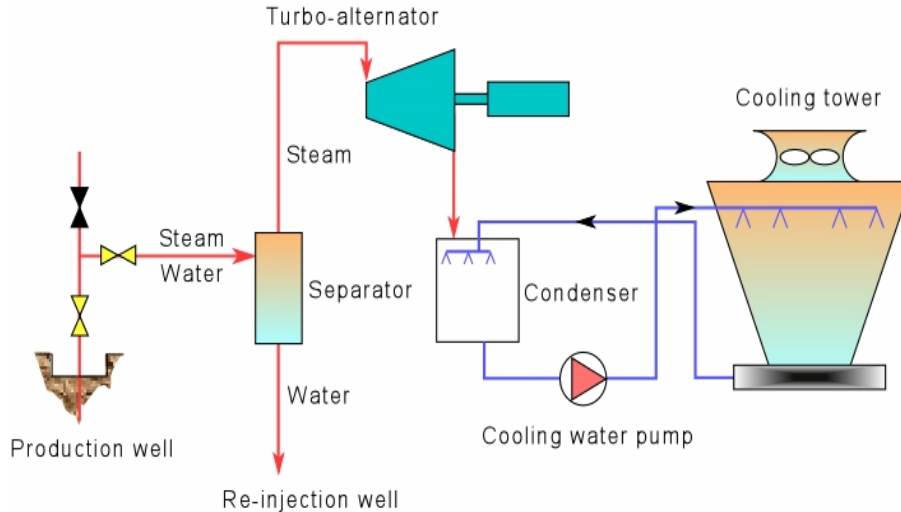 Turbo-alternator
Cooling tower
Steam
Steam
Water
Separator
Condenser
Water
Cooling water pump
Production well
Re-injection well